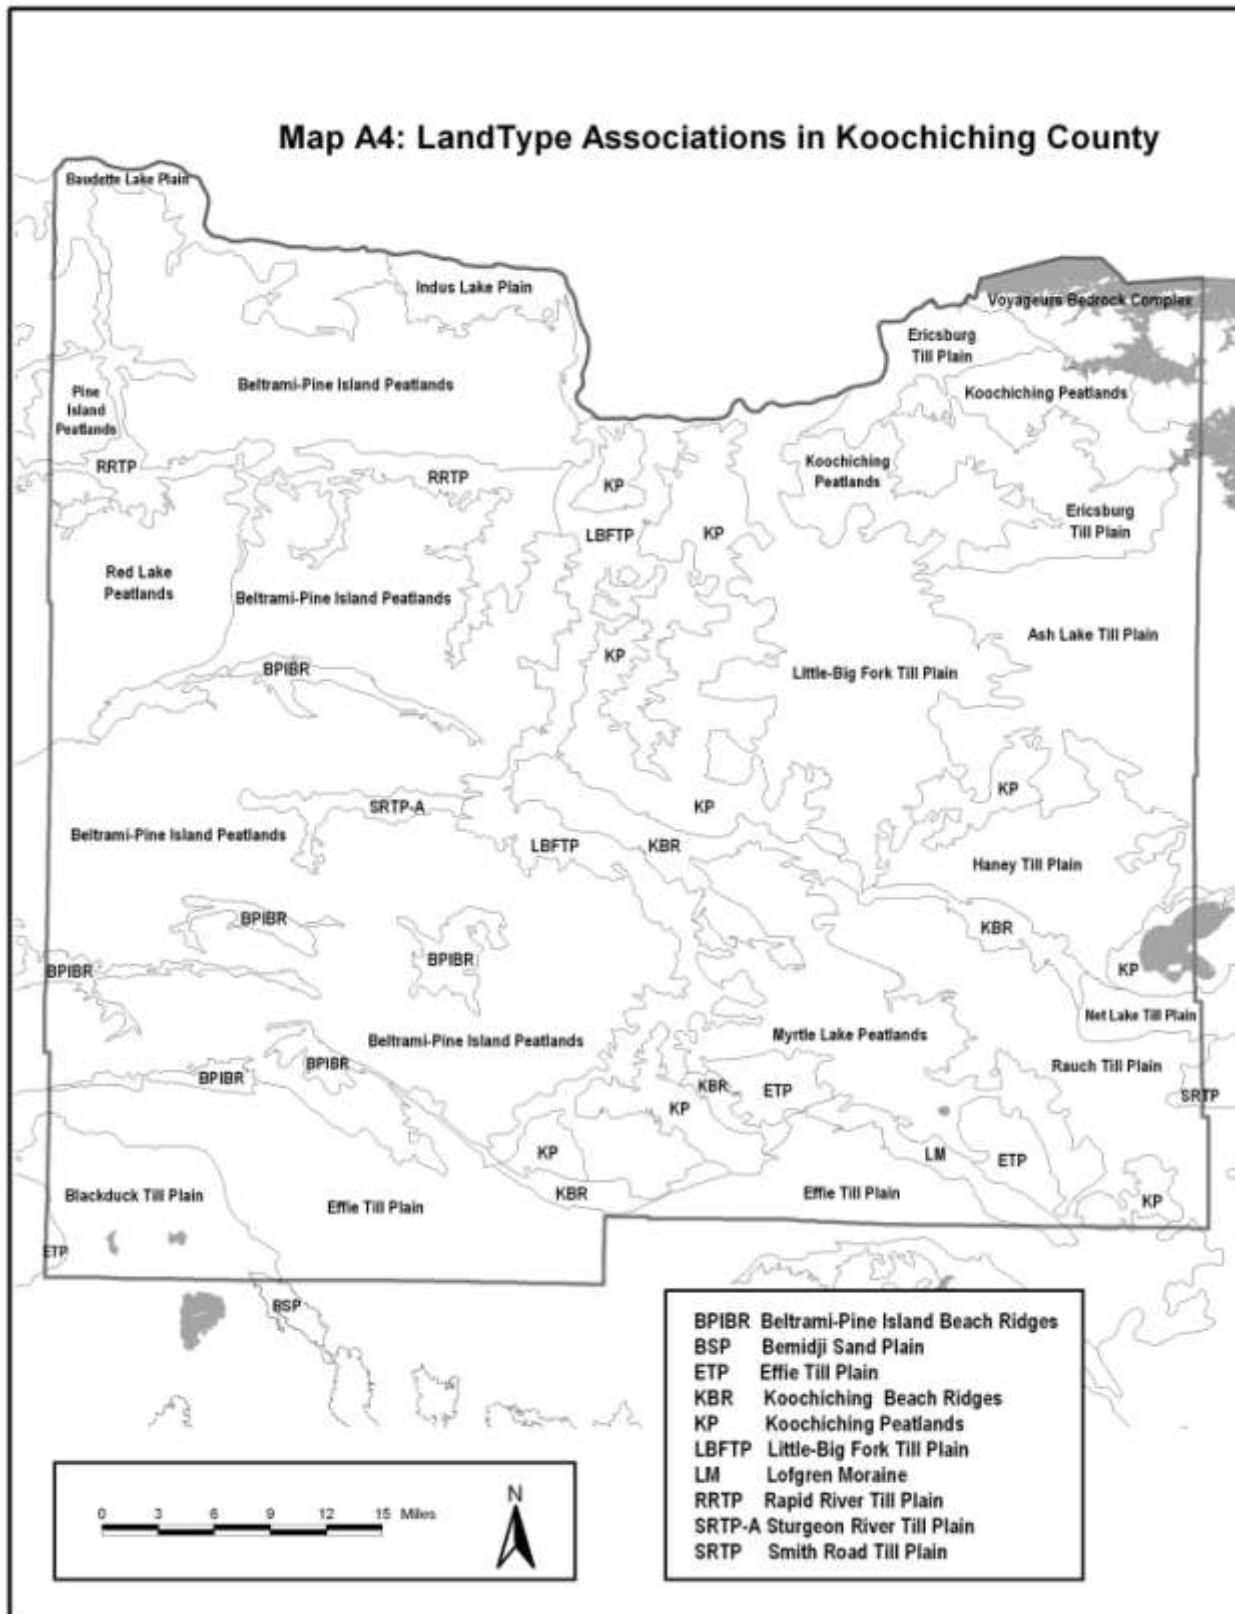 Map A4: LandType Associations in Koochiching County
Baudette Lake Plain
Indus Lake Plain
Voyageurs Bedrock Complex
Ericsburg
Till Plain
Beltrami-Pine Island Peatlands
Pine
Island
Peatlands
Koochiching Peatlands
RRTP
RRTP
KP
Koochiching
Peatlands
Ericsburg
Till Plain
LBFTP
KP
Red Lake
Peatlands
Beltrami-Pine Island Peatlands
Ash Lake Till Plain
KP
BPIBR
Little-Big Fork Till Plain
KP
SRTP-A
KP
Beltrami-Pine Island Peatlands
LBFTP
KBR
Haney Till Plain
BPIBR
KBR
BPIBR
BPIBR
KP
Net Lake Till Plain
Beltrami-Pine Island Peatlands
Myrtle Lake Peatlands
BPIBR
Rauch Till Plain
BPIBR
KBR
ETP
SRTP
KP
KP
LM
ETP
Blackduck Till Plain
Effie Till Plain
KBR
Effie Till Plain
KP
ETP
BSP
BPIBR Beltrami-Pine Island Beach Ridges
BSP Bemidji Sand Plain
ETP Effie Till Plain
KBR Koochiching Beach Ridges
KP Koochiching Peatlands
LBFTP Little-Big Fork Till Plain
LM Lofgren Moraine
RRTP Rapid River Till Plain
SRTP-A Sturgeon River Till Plain
SRTP Smith Road Till Plain
N
0 3 6 9 12 15 Miles